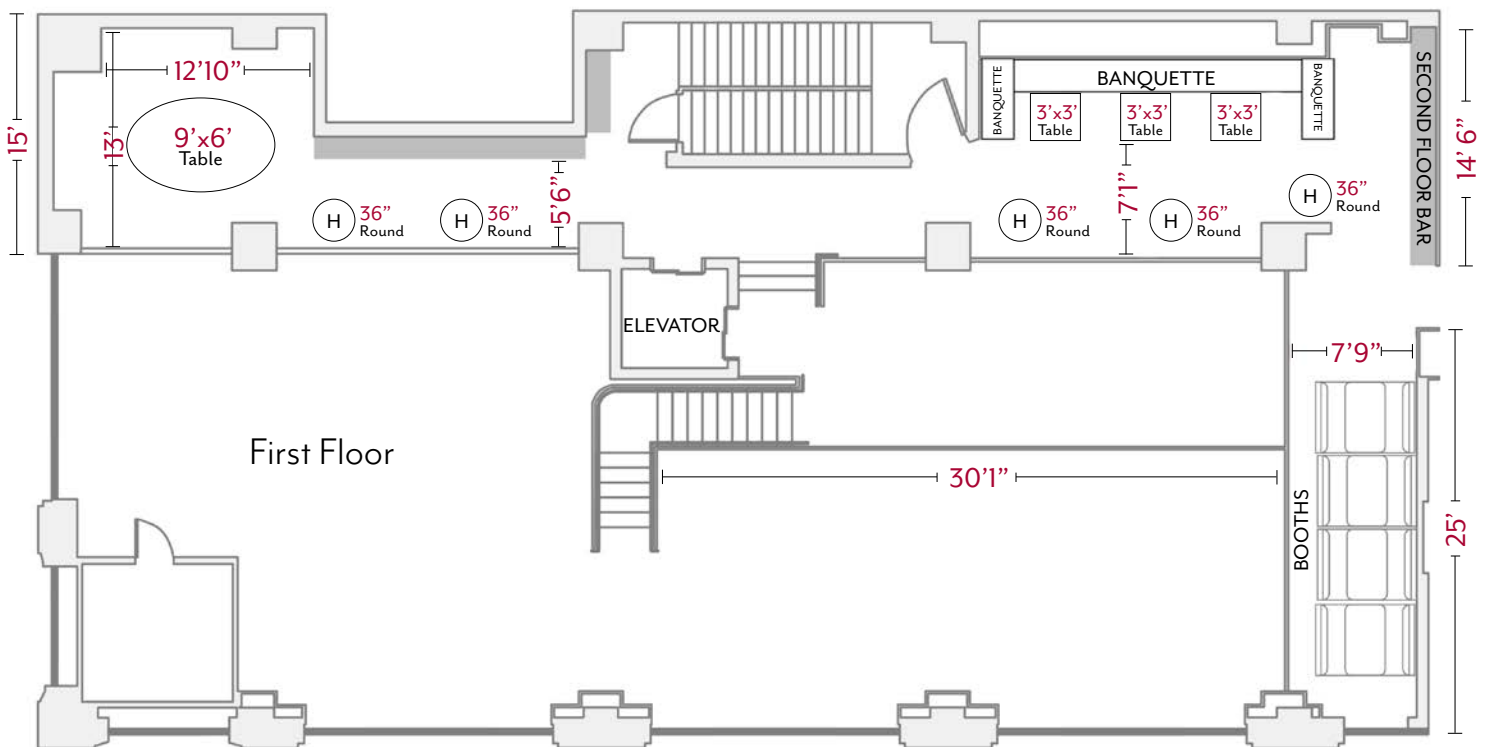 12’10”
15’
13’
9’x6’
Table
H
36”
Round
H
36”
Round
5’6”
BANQUETTE
BANQUETTE
BANQUETTE
3’x3’
Table
3’x3’
Table
3’x3’
Table
7’1”
H
36”
Round
H
36”
Round
H
36”
Round
SECOND FLOOR BAR
14’ 6”
ELEVATOR
7’9”
First Floor
30’1”
BOOTHS
25’